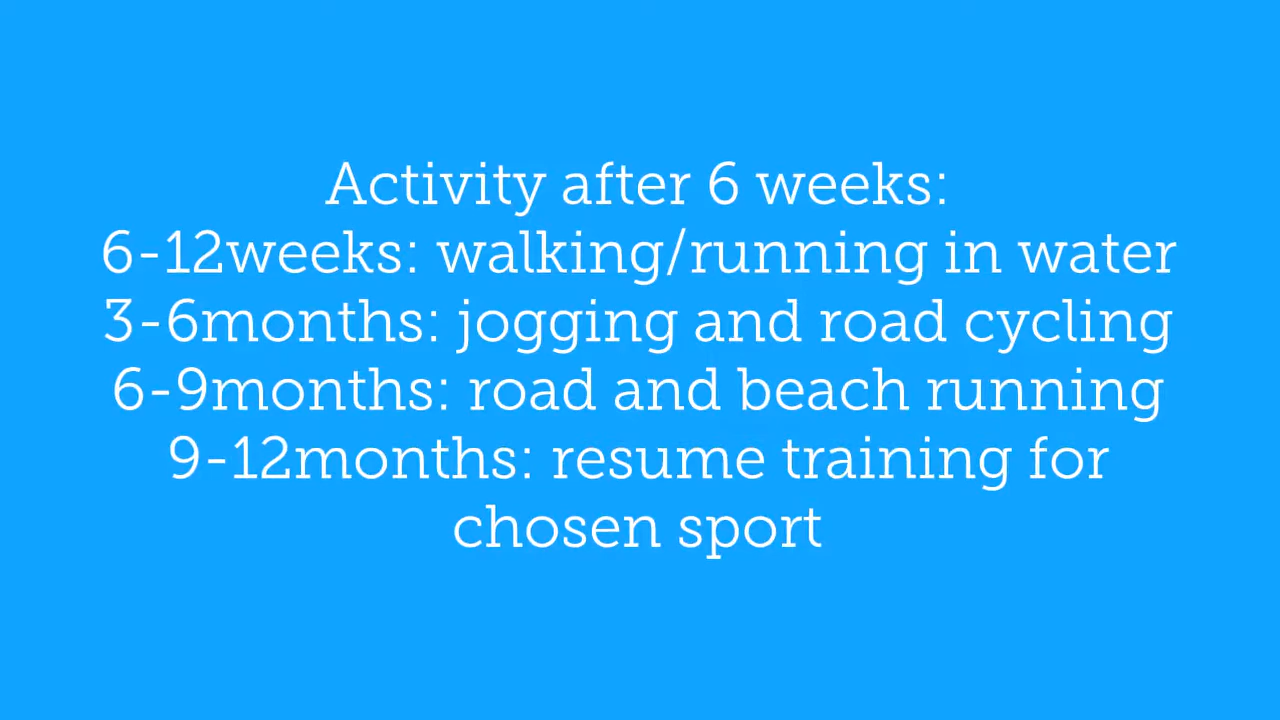 Activity after 6 weeks:
6-12weeks: walking/running in water
3-6months: jogging and road cycling
6-9months: road and beach running
9-12months: resume training for
chosen sport